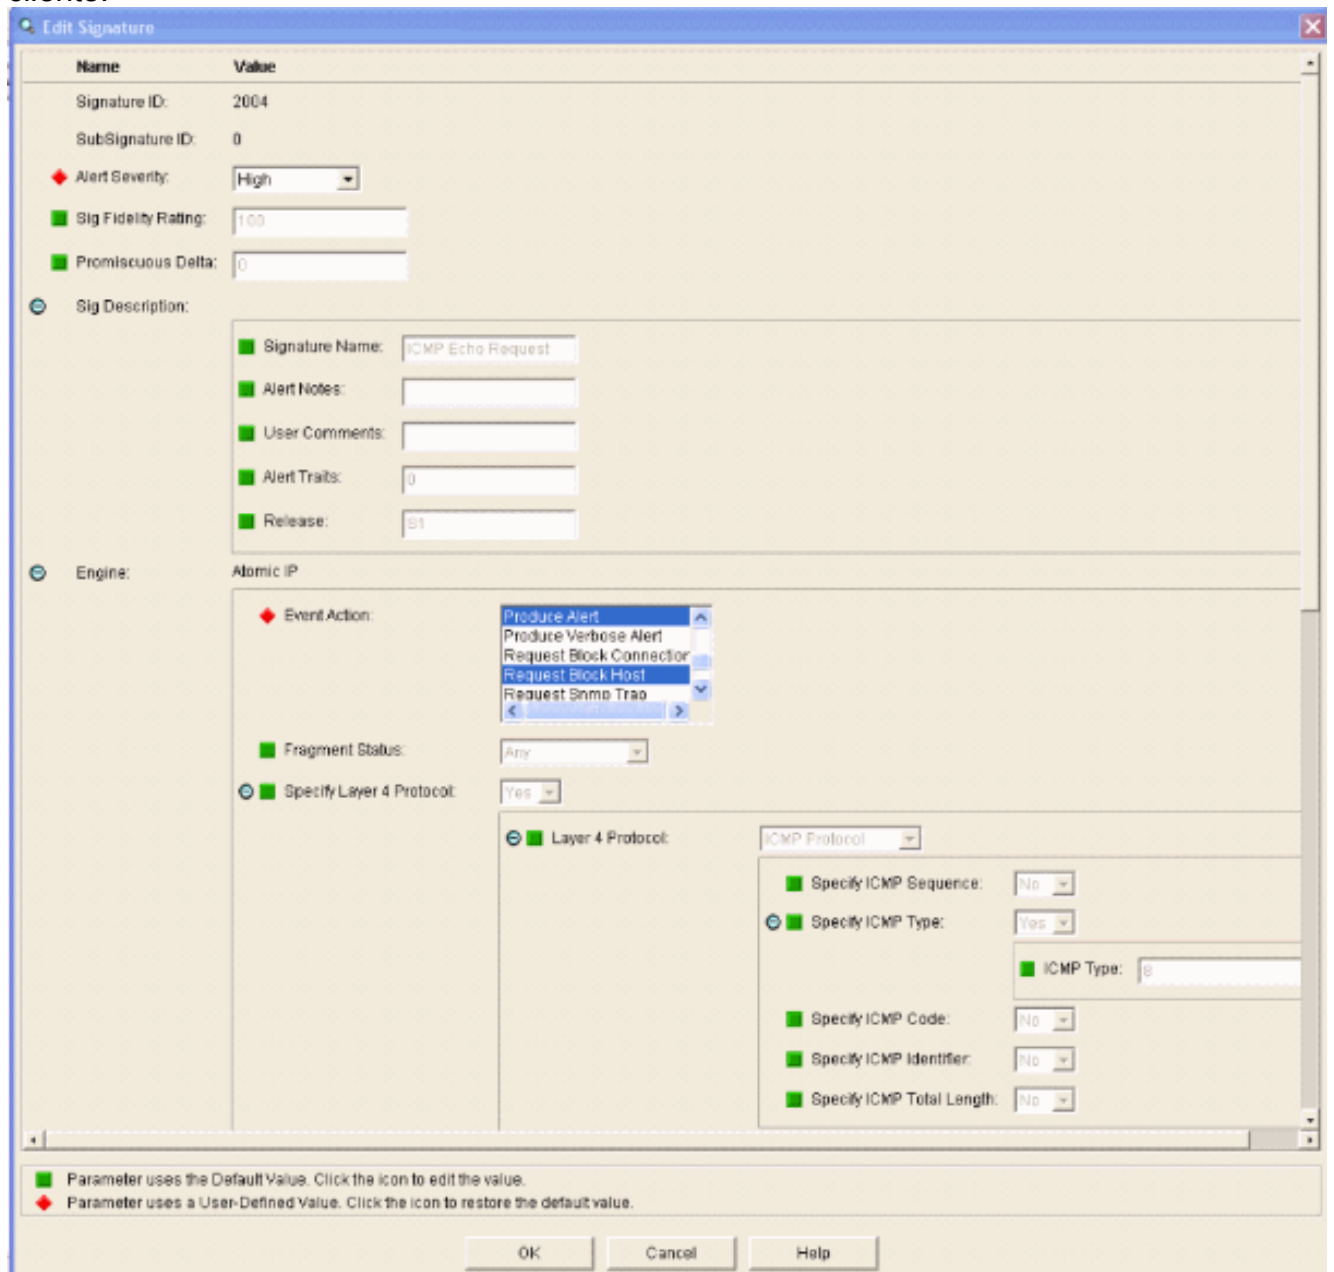 cliente.
Edit Signature
Name Value
Signature ID: 2004
SubSignature ID: 0
Alert Severity: High
Sig Fidelity Rating: 100
Promiscuous Delta: 0
Sig Description:
Signature Name: ICMP Echo Request
Alert Notes:
User Comments:
Alert Traits: 0
Release: S1
Engine: Atomic IP
Event Action: Produce Alert
Produce Verbose Alert
Request Block Connection
Request Block Host
Request Snmp Trap
Fragment Status: Any
Specify Layer 4 Protocol: Yes
Layer 4 Protocol: ICMP Protocol
Specify ICMP Sequence: No
Specify ICMP Type: Yes
ICMP Type: 8
Specify ICMP Code: No
Specify ICMP Identifier: No
Specify ICMP Total Length: No
Parameter uses the Default Value. Click the icon to edit the value.
Parameter uses a User-Defined Value. Click the icon to restore the default value.
OK Cancel Help